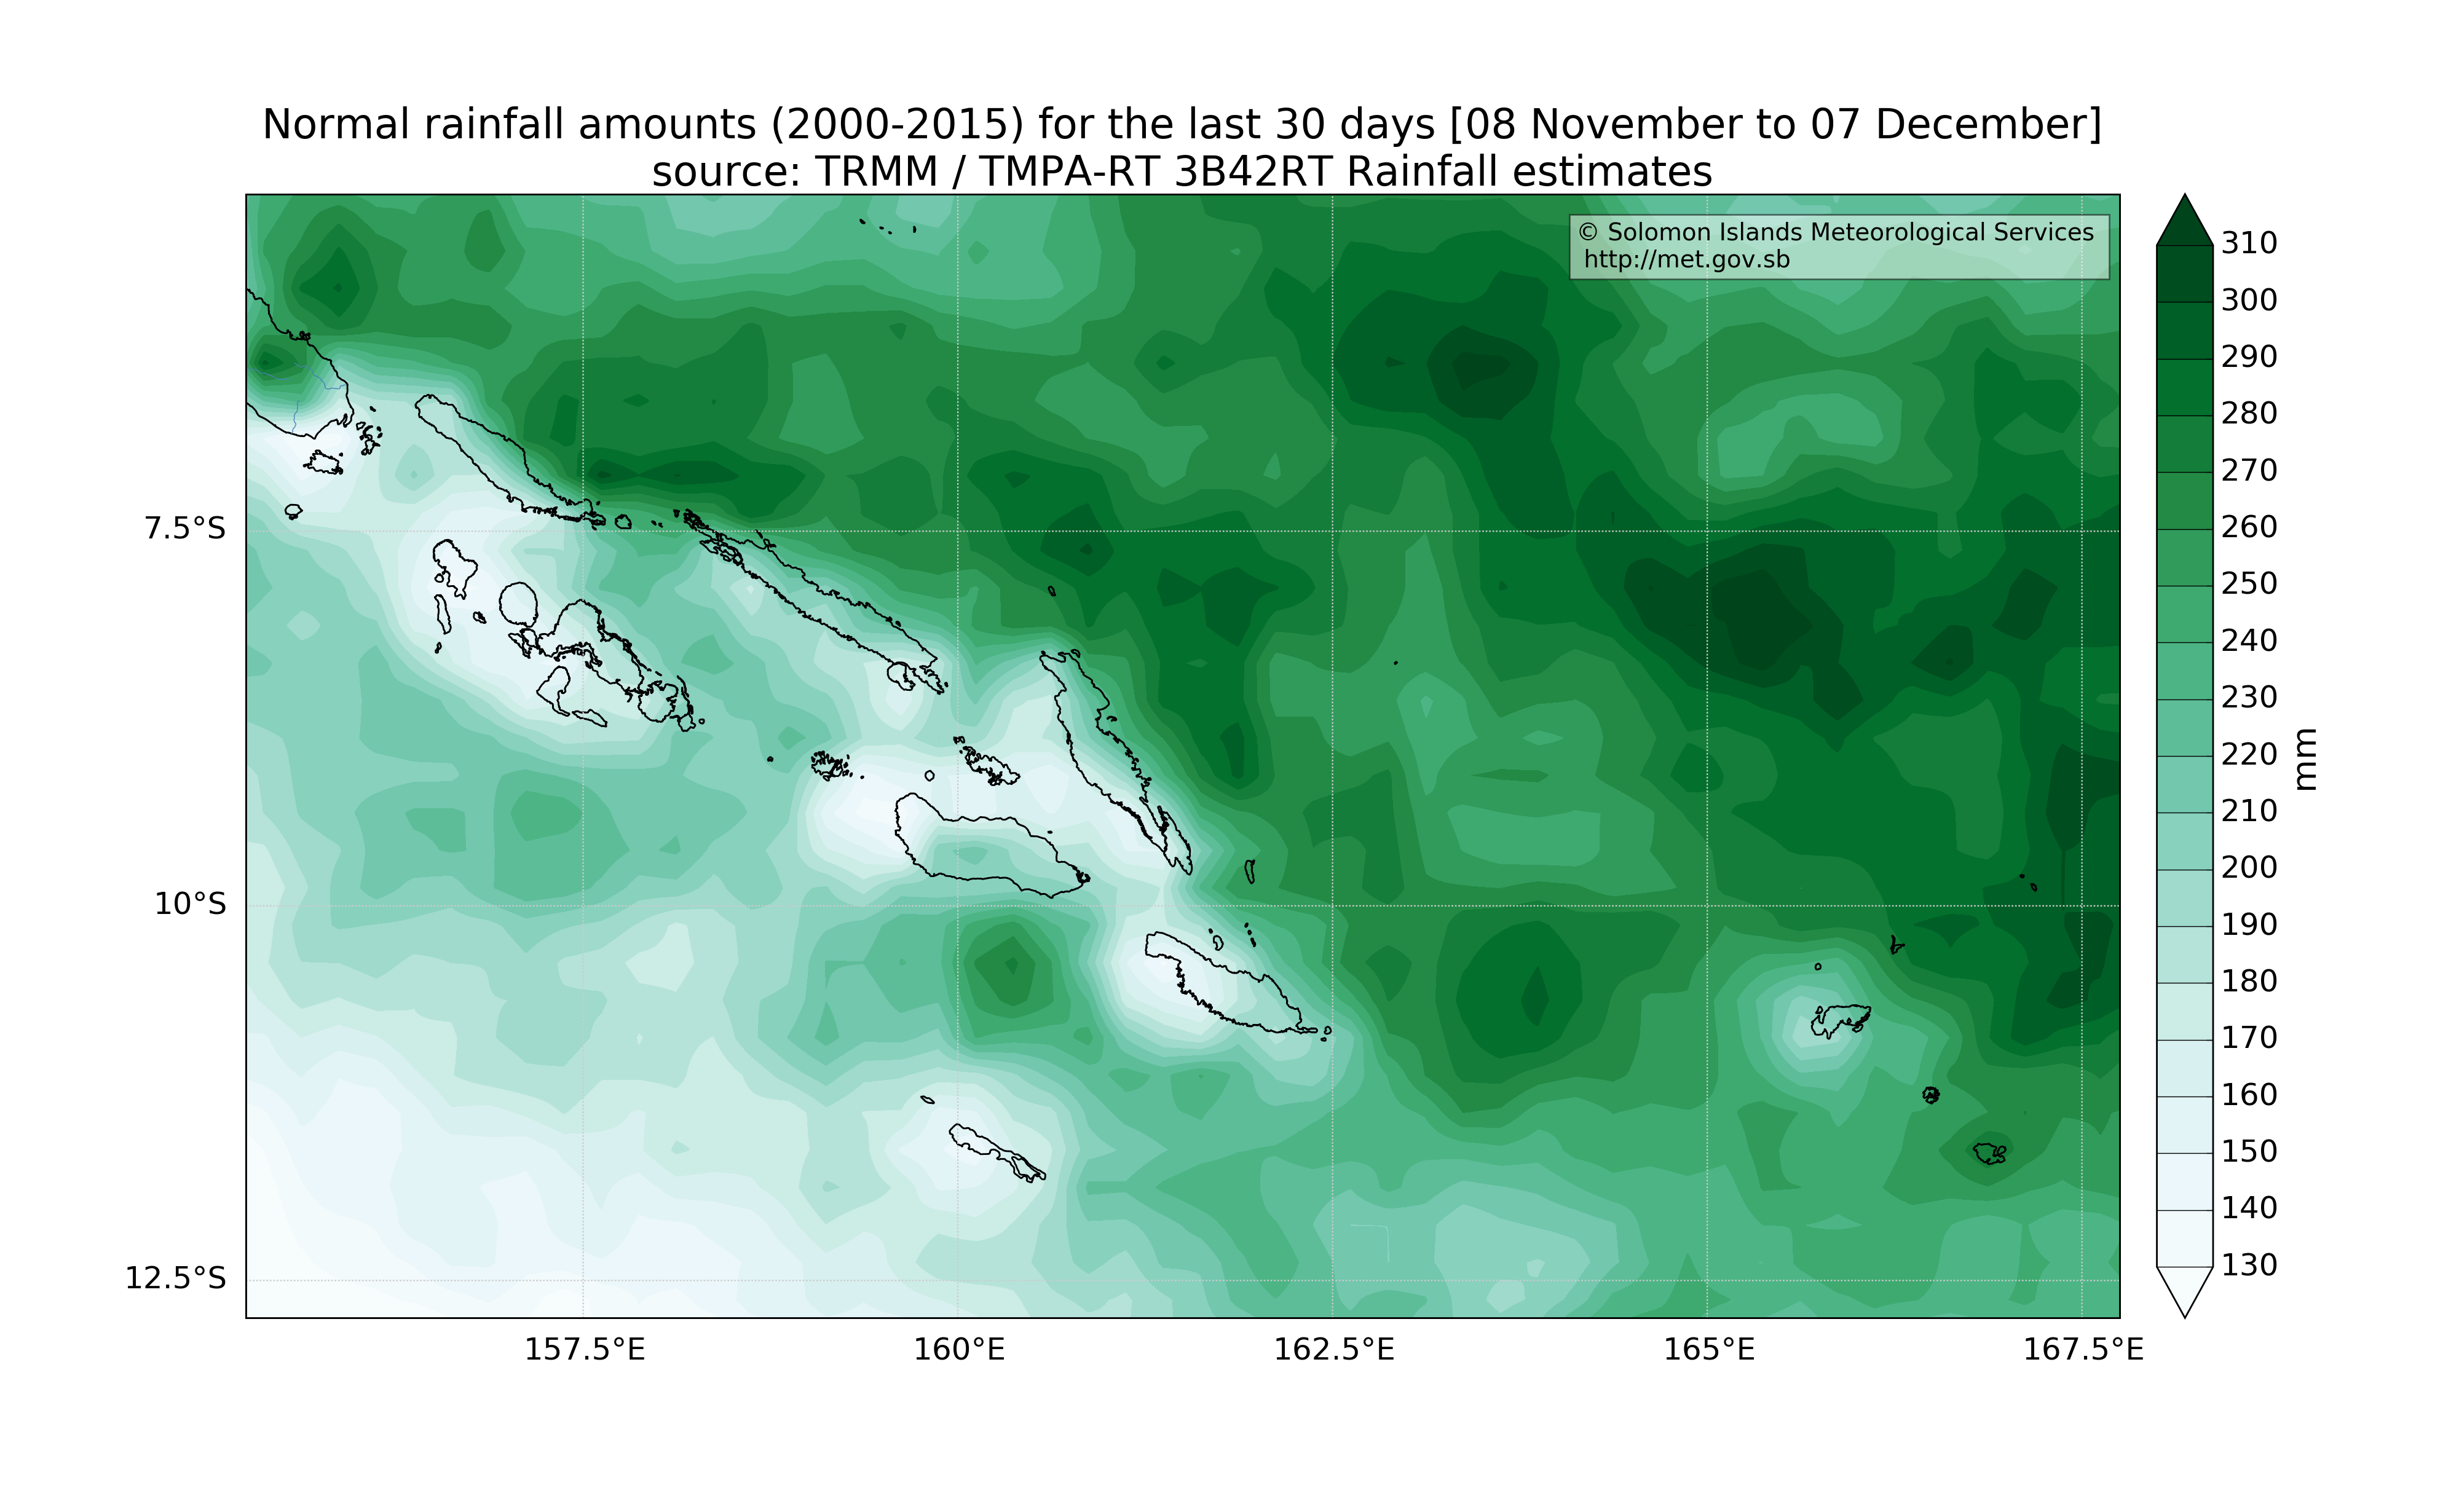 Normal rainfall amounts (2000-2015) for the last 30 days [08 November to 07 December]
source: TRMM / TMPA-RT 3B42RT Rainfall estimates
© Solomon Islands Meteorological Services
http://met.gov.sb
310
300
290
280
270
260
250
240
230
220
210
200
190
180
170
160
150
140
130
mm
7.5°S
10°S
12.5°S
157.5°E
160°E
162.5°E
165°E
167.5°E